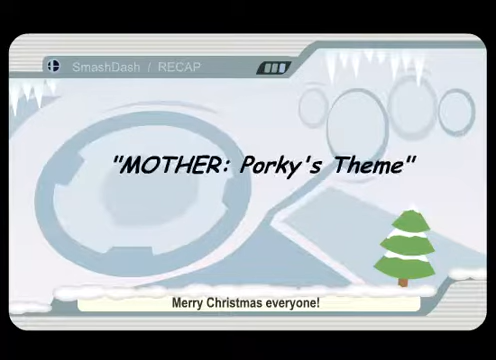 SmashDash / RECAP
"MOTHER: Porky's Theme"
Merry Christmas everyone!